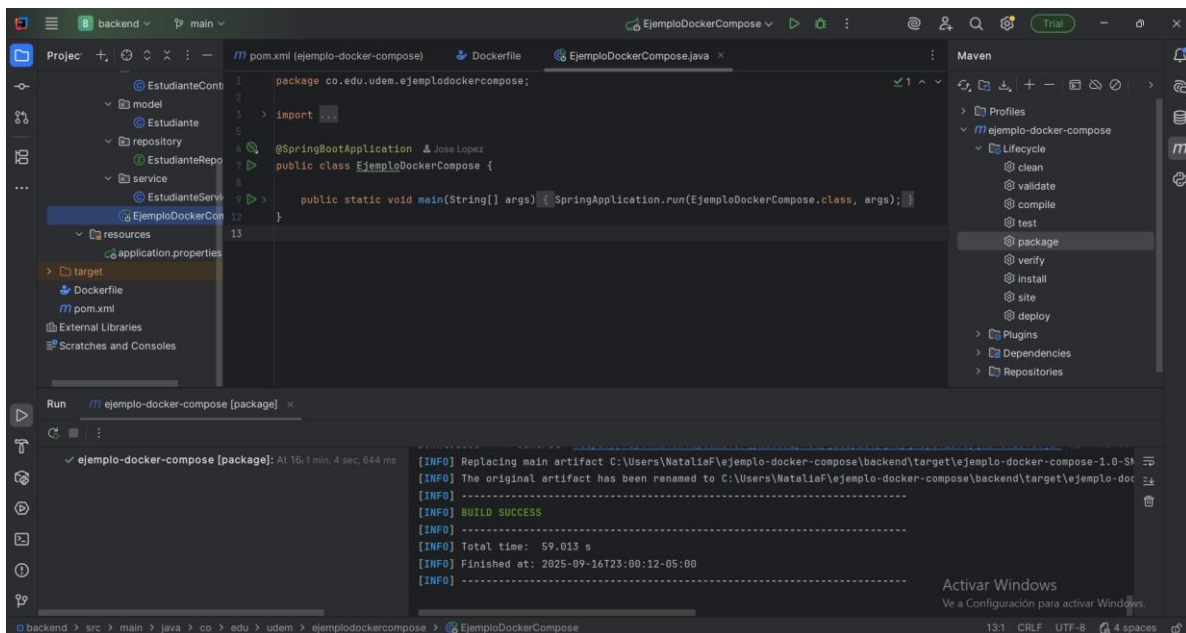 B backend main EjemploDockerCompose Trial
Project pom.xml (ejemplo-docker-compose) Dockerfile EjemploDockerCompose.java Maven
EstudianteCont
model
Estudiante
repository
EstudianteRepo
service
EstudianteServi
EjemploDockerCon
resources
application.properties
target
Dockerfile
pom.xml
External Libraries
Scratches and Consoles
1 package co.edu.udem.ejemplodockercompose;
2
3 import ...
5
6 @SpringBootApplication Jose Lopez
7 public class EjemploDockerCompose {
8
9 public static void main(String[] args) { SpringApplication.run(EjemploDockerCompose.class, args); }
12 }
13
1
Profiles
ejemplo-docker-compose
Lifecycle
clean
validate
compile
test
package
verify
install
site
deploy
Plugins
Dependencies
Repositories
Run ejemplo-docker-compose [package]
ejemplo-docker-compose [package]: At 16, 1 min, 4 sec, 644 ms
[INFO] Replacing main artifact C:\Users\NataliaF\ejemplo-docker-compose\backend\target\ejemplo-docker-compose-1.0-SN
[INFO] The original artifact has been renamed to C:\Users\NataliaF\ejemplo-docker-compose\backend\target\ejemplo-doc
[INFO] ------------------------------------------------------------------------
[INFO] BUILD SUCCESS
[INFO] ------------------------------------------------------------------------
[INFO] Total time: 59.013 s
[INFO] Finished at: 2025-09-16T23:00:12-05:00
[INFO] ------------------------------------------------------------------------
Activar Windows
Ve a Configuración para activar Windows.
backend > src > main > java > co > edu > udem > ejemplodockercompose > EjemploDockerCompose 13:1 CRLF UTF-8 4 spaces